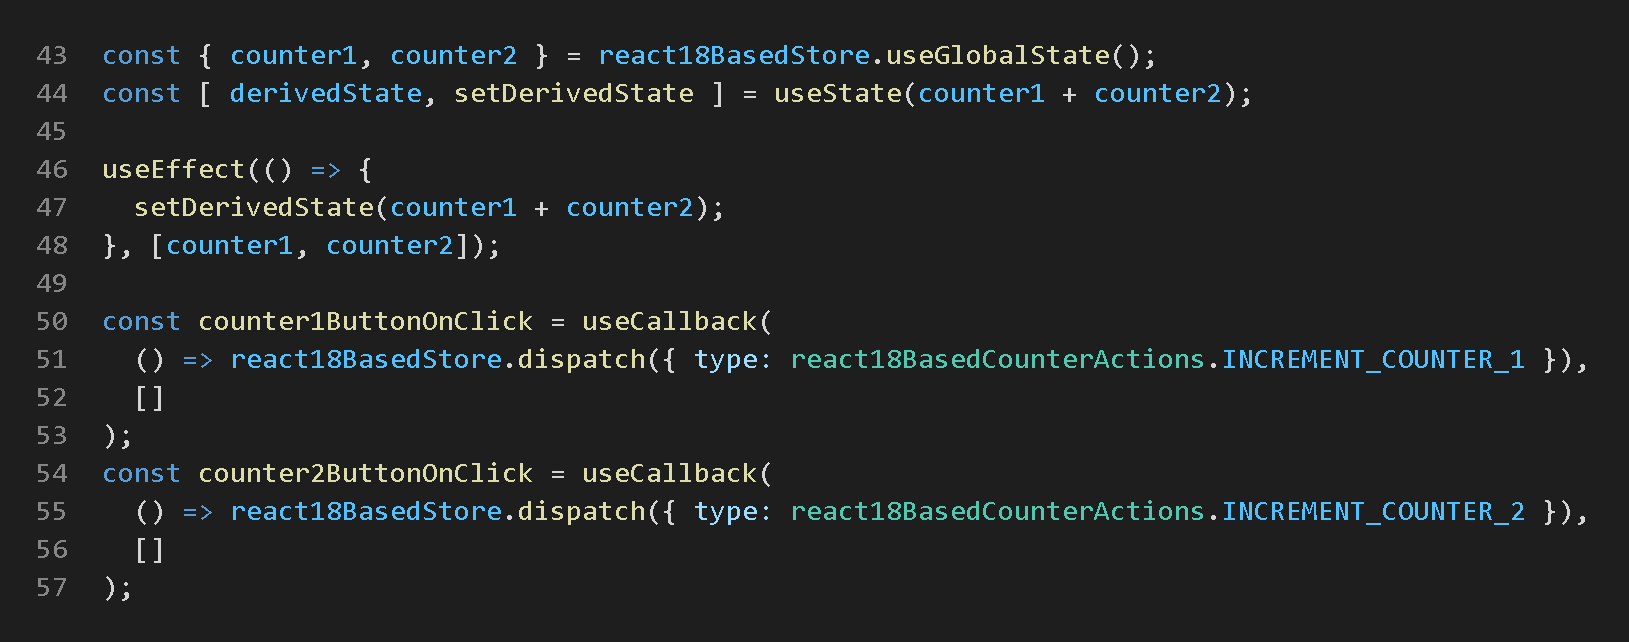 43 const { counter1, counter2 } = react18BasedStore.useGlobalState();
44 const [ derivedState, setDerivedState ] = useState(counter1 + counter2);
45
46 useEffect(() => {
47   setDerivedState(counter1 + counter2);
48 }, [counter1, counter2]);
49
50 const counter1ButtonOnClick = useCallback(
51   () => react18BasedStore.dispatch({ type: react18BasedCounterActions.INCREMENT_COUNTER_1 }),
52   []
53 );
54 const counter2ButtonOnClick = useCallback(
55   () => react18BasedStore.dispatch({ type: react18BasedCounterActions.INCREMENT_COUNTER_2 }),
56   []
57 );